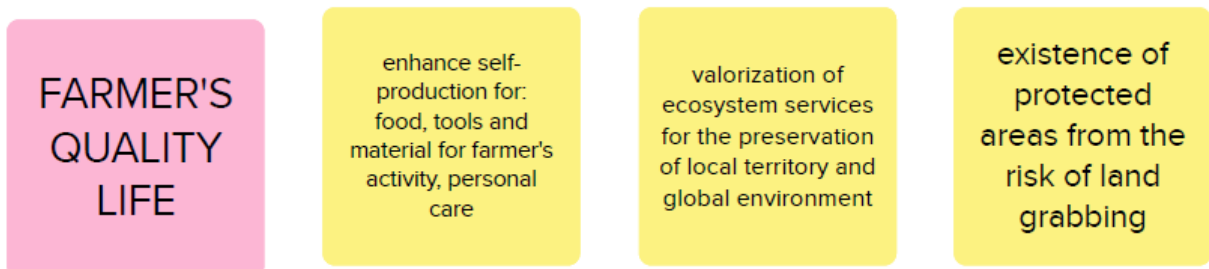 FARMER'S
QUALITY
LIFE
enhance self-
production for:
food, tools and
material for farmer's
activity, personal
care
valorization of
ecosystem services
for the preservation
of local territory and
global environment
existence of
protected
areas from the
risk of land
grabbing